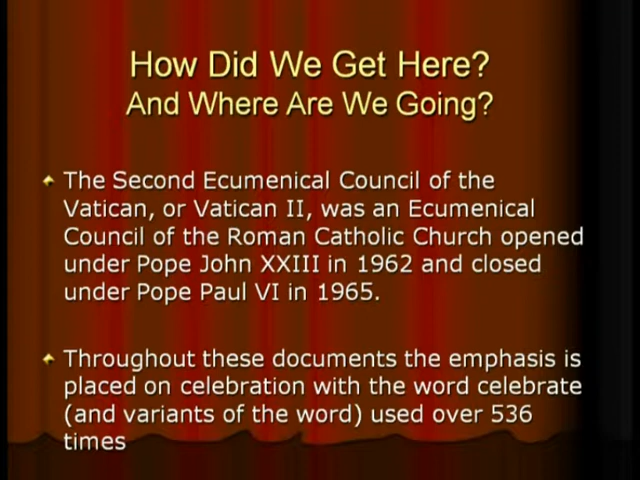 How Did We Get Here?
And Where Are We Going?
The Second Ecumenical Council of the
Vatican, or Vatican II, was an Ecumenical
Council of the Roman Catholic Church opened
under Pope John XXIII in 1962 and closed
under Pope Paul VI in 1965.
Throughout these documents the emphasis is
placed on celebration with the word celebrate
(and variants of the word) used over 536
times